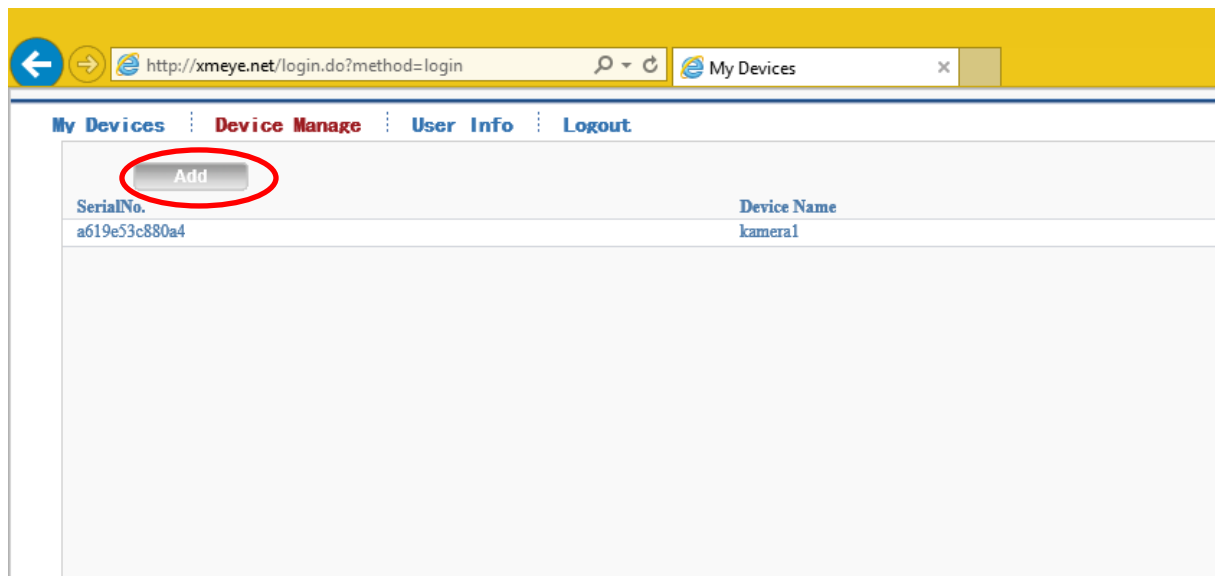 http://xmeye.net/login.do?method=login My Devices
My Devices Device Manage User Info Logout
Add
SerialNo. Device Name
a619e53c880a4 kamera1